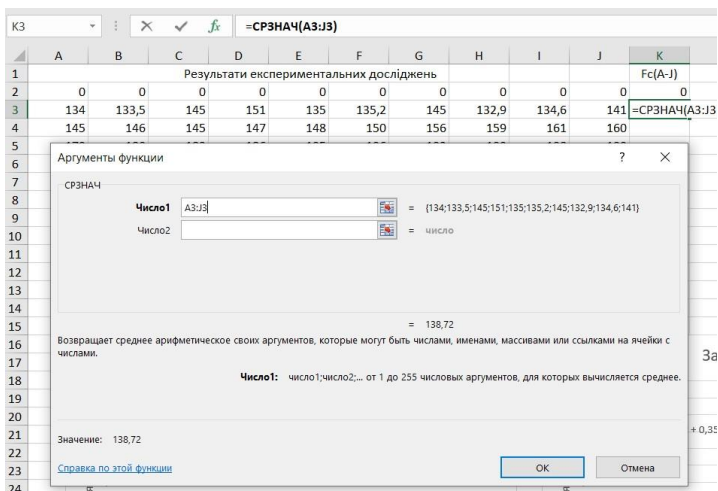 K3 fx =СРЗНАЧ(A3:J3)
A B C D E F G H I J K
1 Результати експериментальних досліджень Fc(A-J)
2 0 0 0 0 0 0 0 0 0 0 0
3 134 133,5 145 151 135 135,2 145 132,9 134,6 141 =СРЗНАЧ(A3:J3
4 145 146 145 147 148 150 156 159 161 160
5
6 Аргументы функции ? ×
7 СРЗНАЧ
8 Число1 A3:J3 = {134;133,5;145;151;135;135,2;145;132,9;134,6;141}
9 Число2 = число
10
11
12
13
14
15 = 138,72
16 Возвращает среднее арифметическое своих аргументов, которые могут быть числами, именами, массивами или ссылками на ячейки с
17 числами. За
18 Число1: число1;число2;... от 1 до 255 числовых аргументов, для которых вычисляется среднее.
19
20
21 Значение: 138,72 + 0,35
22
23 Справка по этой функции ОК Отмена
24